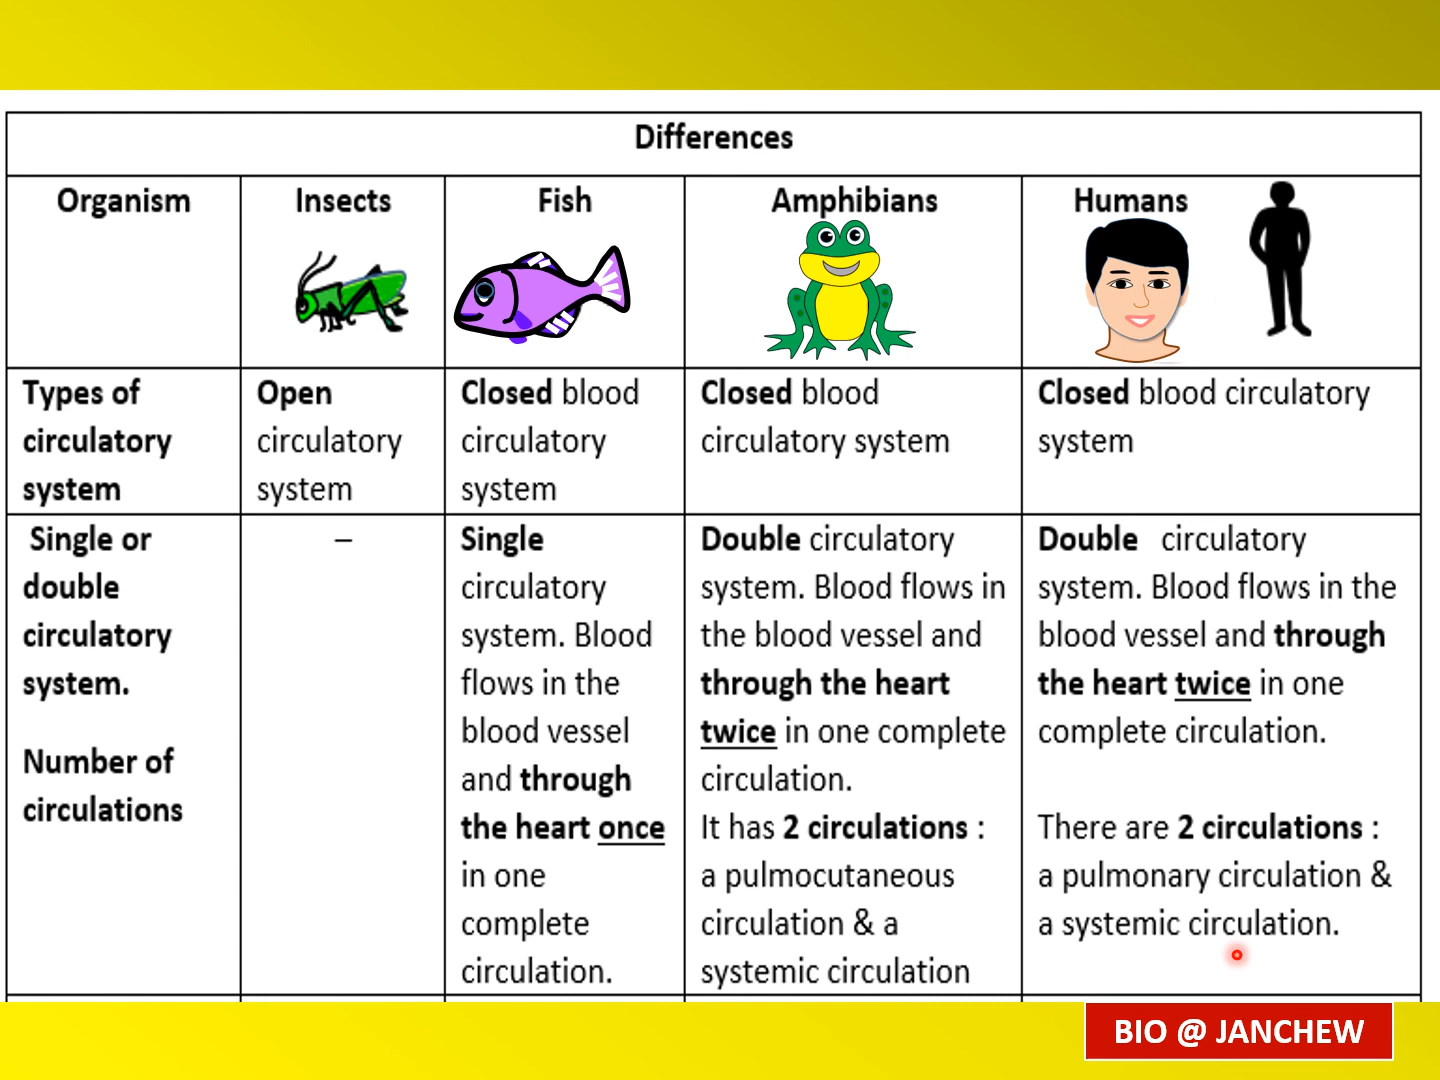 Differences
Organism
Insects
Fish
Amphibians
Humans
Types of
circulatory
system
Open
circulatory
system
Closed blood
circulatory
system
Closed blood
circulatory system
Closed blood circulatory
system
Single or
double
circulatory
system.
Number of
circulations
–
Single
circulatory
system. Blood
flows in the
blood vessel
and through
the heart once
in one
complete
circulation.
Double circulatory
system. Blood flows in
the blood vessel and
through the heart
twice in one complete
circulation.
It has 2 circulations :
a pulmocutaneous
circulation & a
systemic circulation
Double circulatory
system. Blood flows in the
blood vessel and through
the heart twice in one
complete circulation.
There are 2 circulations :
a pulmonary circulation &
a systemic circulation.
BIO @ JANCHEW